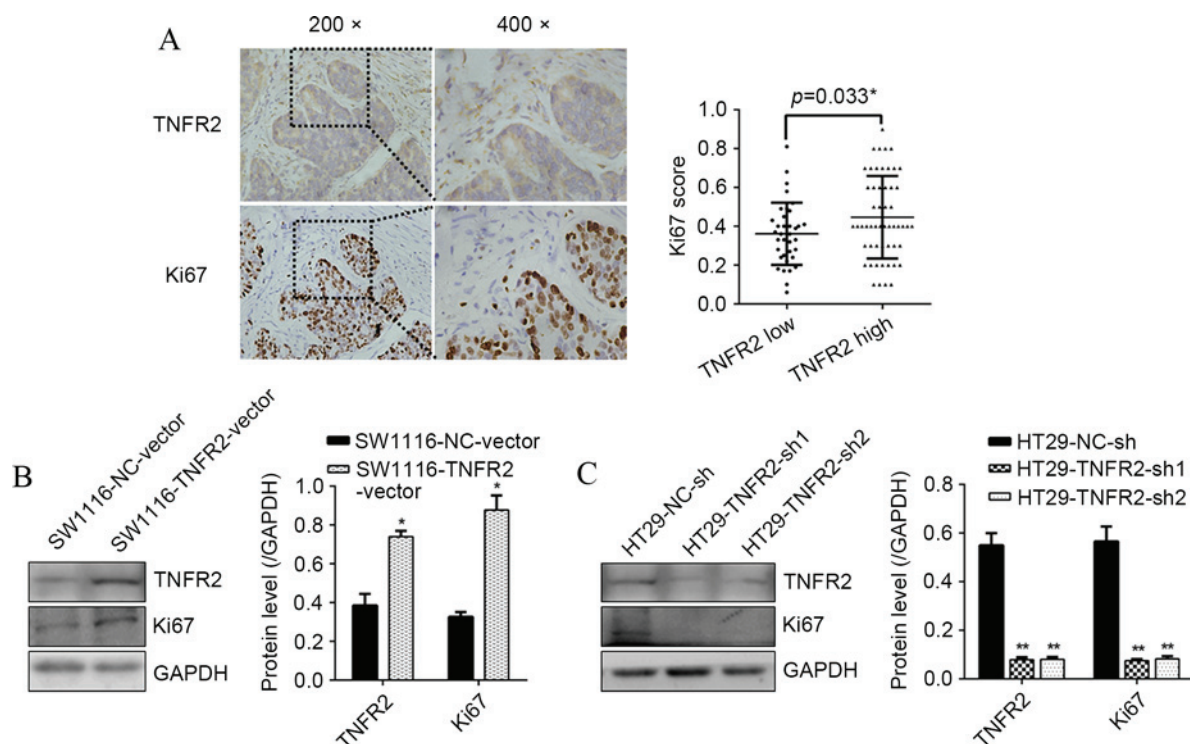 A
200 ×
400 ×
TNFR2
Ki67
p=0.033*
Ki67 score
1.0
0.8
0.6
0.4
0.2
0.0
TNFR2 low
TNFR2 high
B
SW1116-NC-vector
SW1116-TNFR2-vector
TNFR2
Ki67
GAPDH
SW1116-NC-vector
SW1116-TNFR2
-vector
Protein level (/GAPDH)
1.0
0.8
0.6
0.4
0.2
0.0
*
*
TNFR2
Ki67
C
HT29-NC-sh
HT29-TNFR2-sh1
HT29-TNFR2-sh2
TNFR2
Ki67
GAPDH
HT29-NC-sh
HT29-TNFR2-sh1
HT29-TNFR2-sh2
Protein level (/GAPDH)
0.8
0.6
0.4
0.2
0.0
** **
** **
TNFR2
Ki67